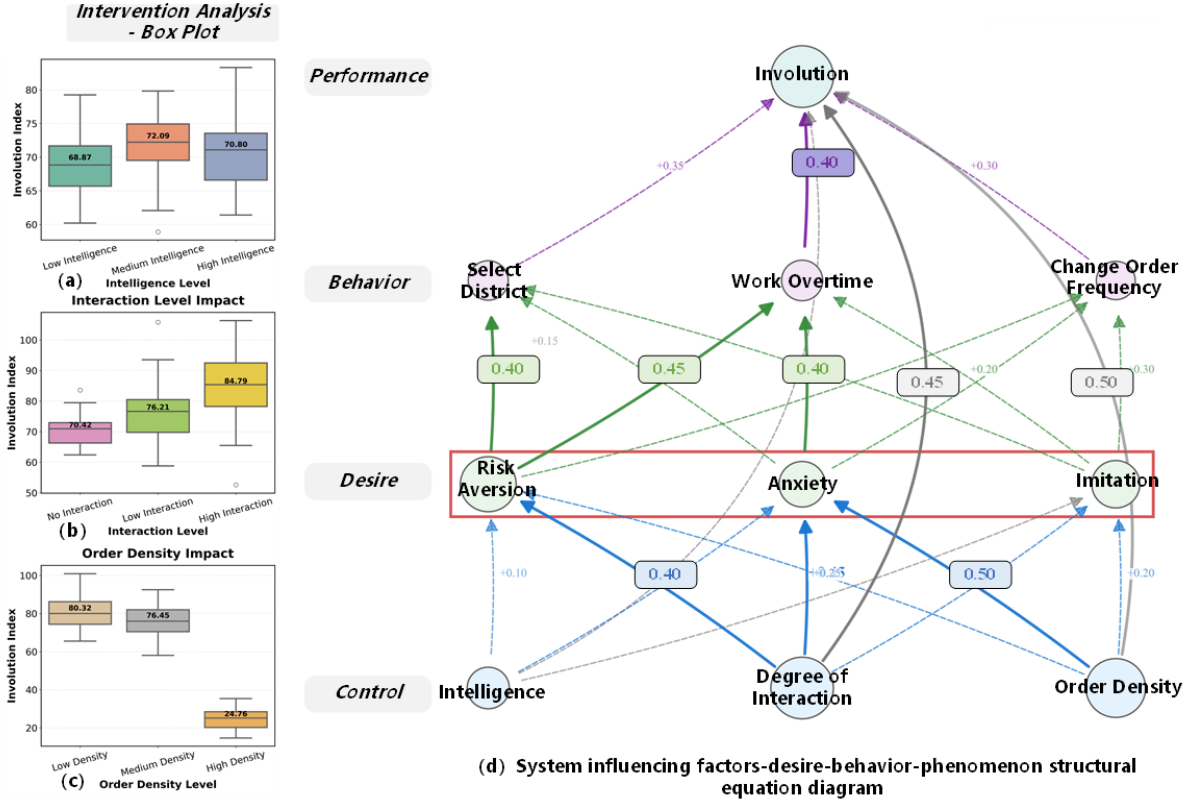 Intervention Analysis
- Box Plot
Involution Index
80
75
70
65
60
68.87
72.09
70.80
Low Intelligence
Medium Intelligence
High Intelligence
(a)
Intelligence Level
Interaction Level Impact
Involution Index
100
90
80
70
60
50
70.42
76.21
84.79
No Interaction
Low Interaction
High Interaction
(b)
Interaction Level
Order Density Impact
Involution Index
100
80
60
40
20
80.32
76.45
24.76
Low Density
Medium Density
High Density
(c)
Order Density Level
Performance
Involution
+0.35
0.40
+0.30
Behavior
Select
District
Work Overtime
Change Order
Frequency
+0.15
0.40
0.45
0.40
+0.20
0.45
0.50
+0.30
Desire
Risk
Aversion
Anxiety
Imitation
+0.10
0.40
+0.25
0.50
+0.20
Control
Intelligence
Degree of
Interaction
Order Density
(d) System influencing factors-desire-behavior-phenomenon structural
equation diagram